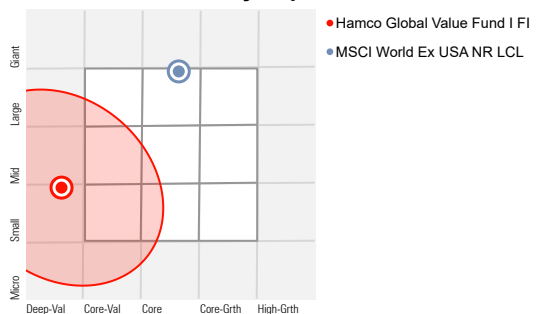 Hamco Global Value Fund I FI
MSCI World Ex USA NR LCL
Giant
Large
Mid
Small
Micro
Deep-Val Core-Val Core Core-Grth High-Grth